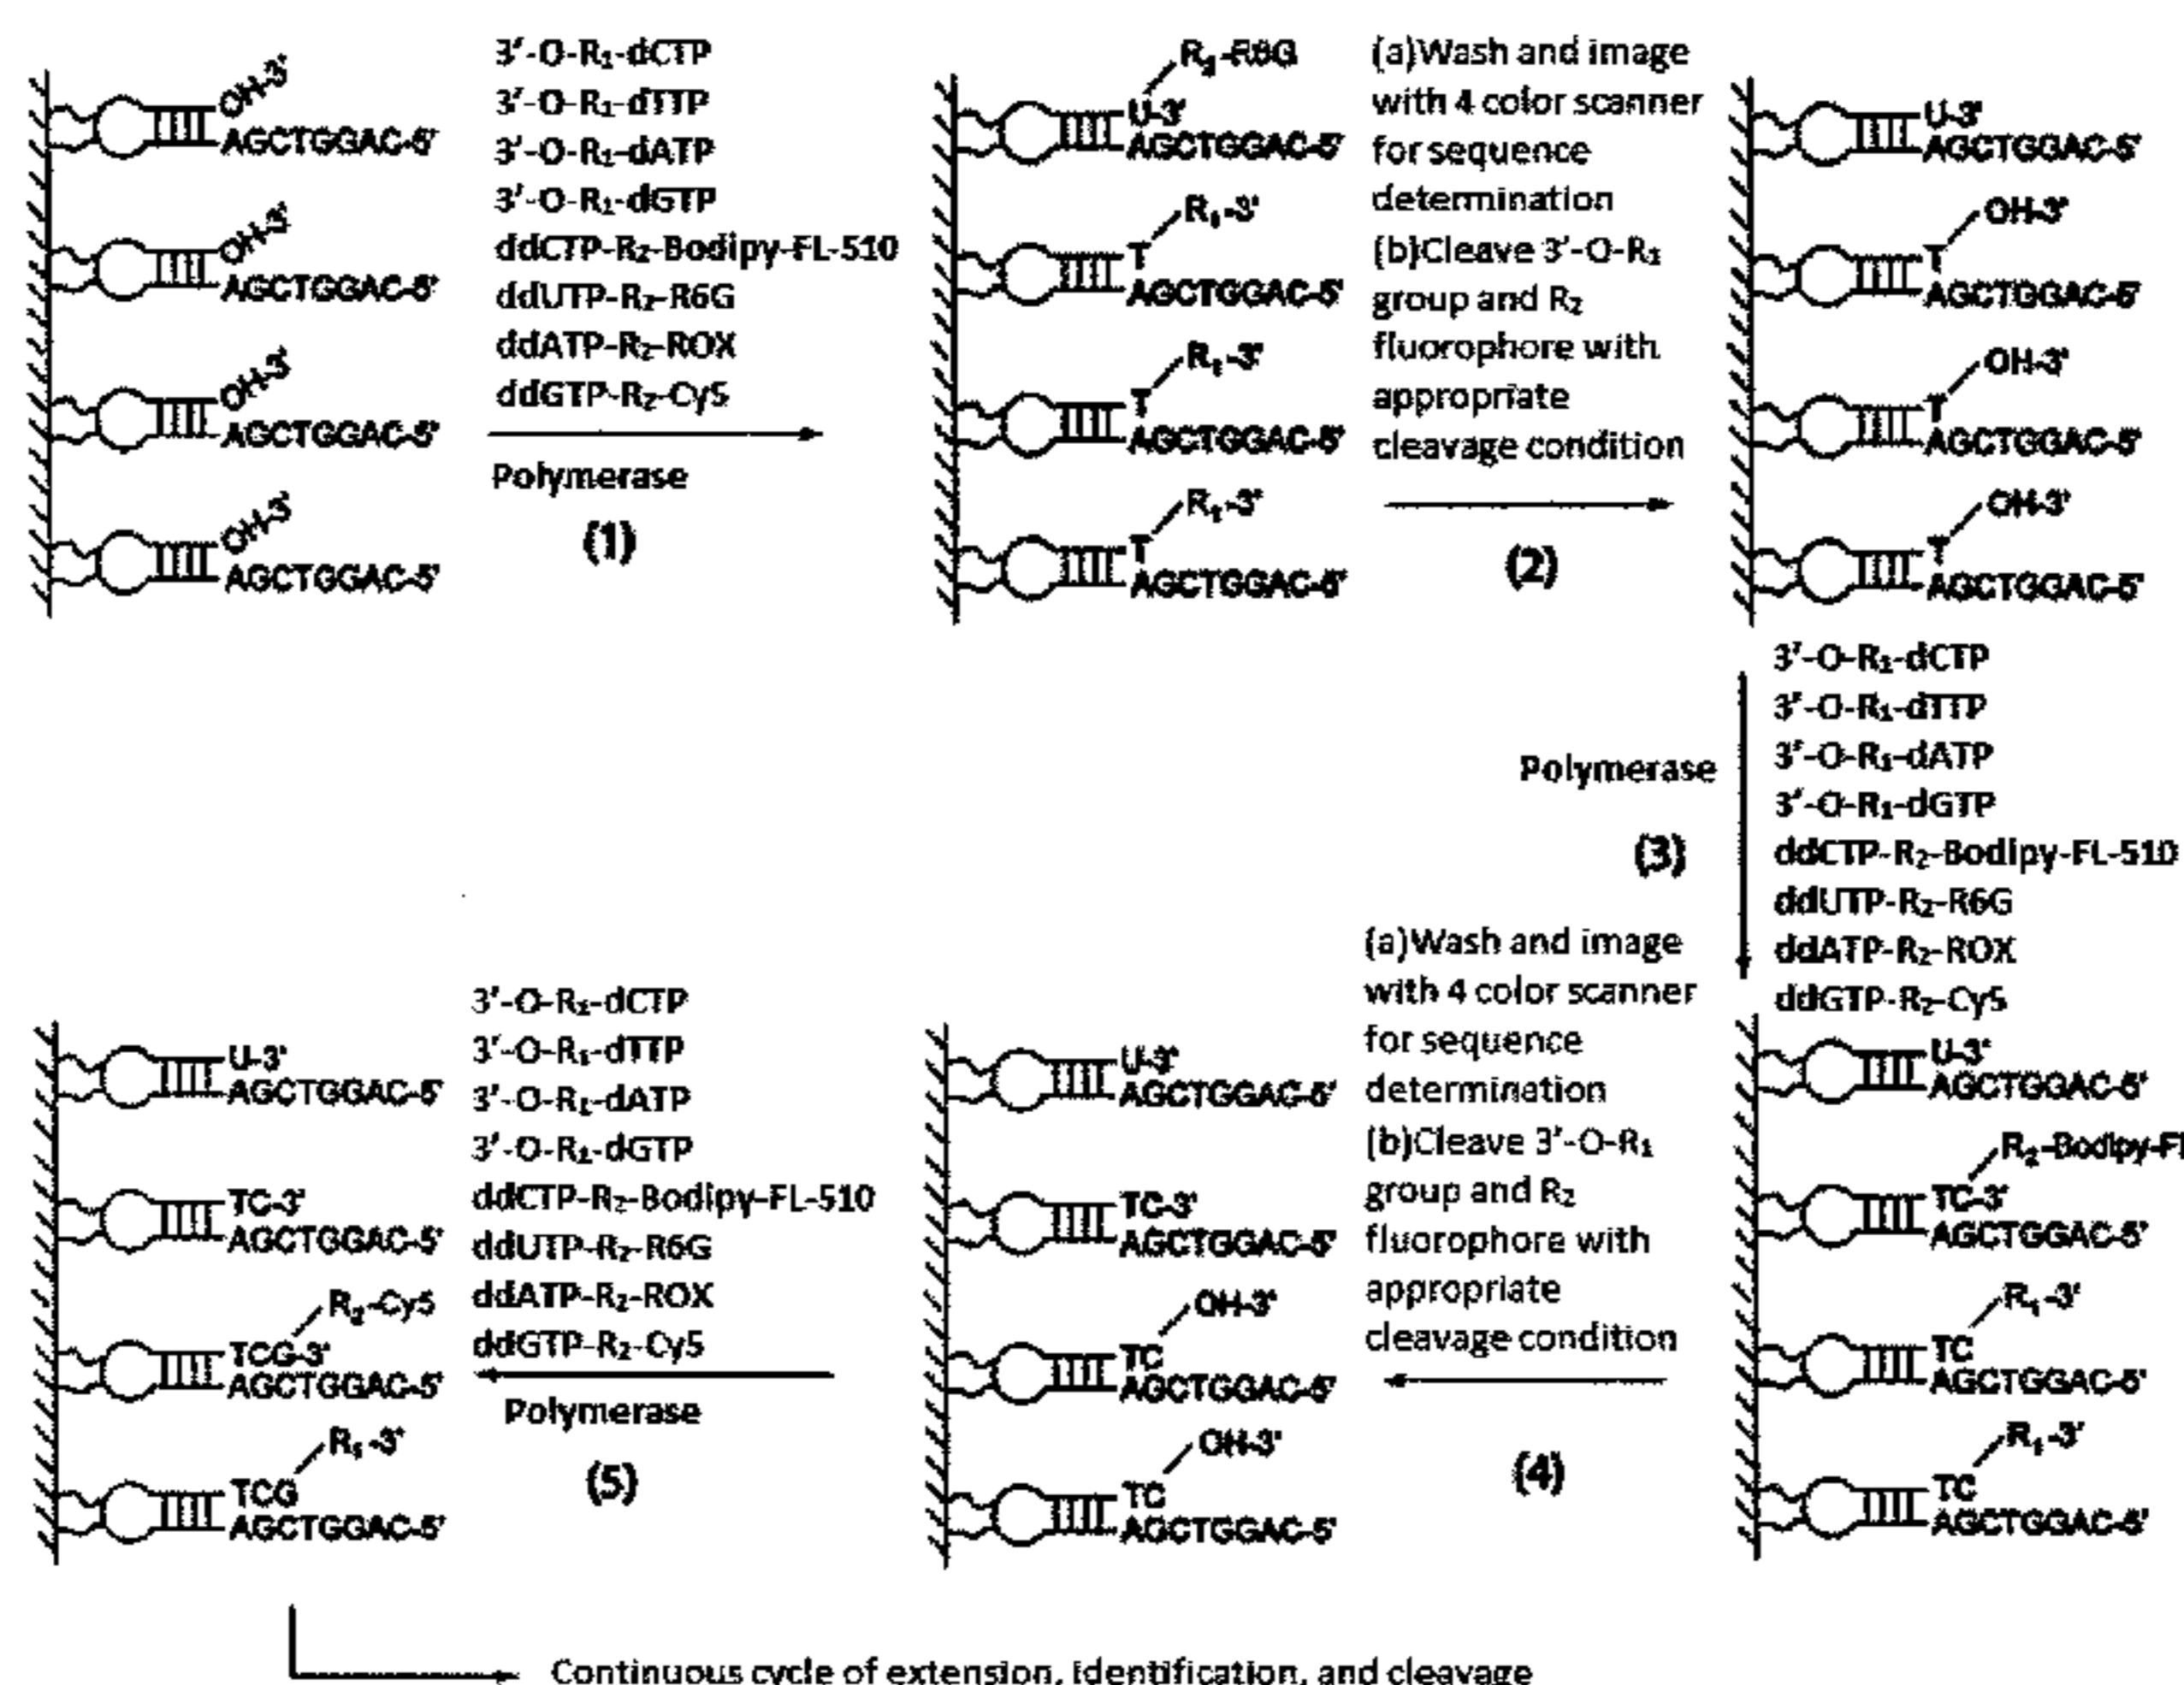 OH-3'
AGCTGGAC-5'
OH-3'
AGCTGGAC-5'
OH-3'
AGCTGGAC-5'
OH-3'
AGCTGGAC-5'
3'-O-R₁-dCTP
3'-O-R₁-dTTP
3'-O-R₁-dATP
3'-O-R₁-dGTP
ddCTP-R₂-Bodipy-FL-510
ddUTP-R₂-R6G
ddATP-R₂-ROX
ddGTP-R₂-Cy5
Polymerase
(1)
R₂-R6G
U-3'
AGCTGGAC-5'
R₁-3'
T
AGCTGGAC-5'
R₁-3'
T
AGCTGGAC-5'
R₁-3'
T
AGCTGGAC-5'
(a)Wash and image
with 4 color scanner
for sequence
determination
(b)Cleave 3'-O-R₁
group and R₂
fluorophore with
appropriate
cleavage condition
(2)
U-3'
AGCTGGAC-5'
OH-3'
T
AGCTGGAC-5'
OH-3'
T
AGCTGGAC-5'
OH-3'
T
AGCTGGAC-5'
Polymerase
(3)
3'-O-R₁-dCTP
3'-O-R₁-dTTP
3'-O-R₁-dATP
3'-O-R₁-dGTP
ddCTP-R₂-Bodipy-FL-510
ddUTP-R₂-R6G
ddATP-R₂-ROX
ddGTP-R₂-Cy5
U-3'
AGCTGGAC-5'
R₂-Bodipy-Fl
TC-3'
AGCTGGAC-5'
R₁-3'
TC
AGCTGGAC-5'
R₁-3'
TC
AGCTGGAC-5'
(a)Wash and image
with 4 color scanner
for sequence
determination
(b)Cleave 3'-O-R₁
group and R₂
fluorophore with
appropriate
cleavage condition
(4)
U-3'
AGCTGGAC-5'
TC-3'
AGCTGGAC-5'
OH-3'
TC
AGCTGGAC-5'
OH-3'
TC
AGCTGGAC-5'
3'-O-R₁-dCTP
3'-O-R₁-dTTP
3'-O-R₁-dATP
3'-O-R₁-dGTP
ddCTP-R₂-Bodipy-FL-510
ddUTP-R₂-R6G
ddATP-R₂-ROX
ddGTP-R₂-Cy5
Polymerase
(5)
U-3'
AGCTGGAC-5'
TC-3'
AGCTGGAC-5'
R₂-Cy5
TCG-3'
AGCTGGAC-5'
R₁-3'
TCG
AGCTGGAC-5'
Continuous cycle of extension, identification, and cleavage